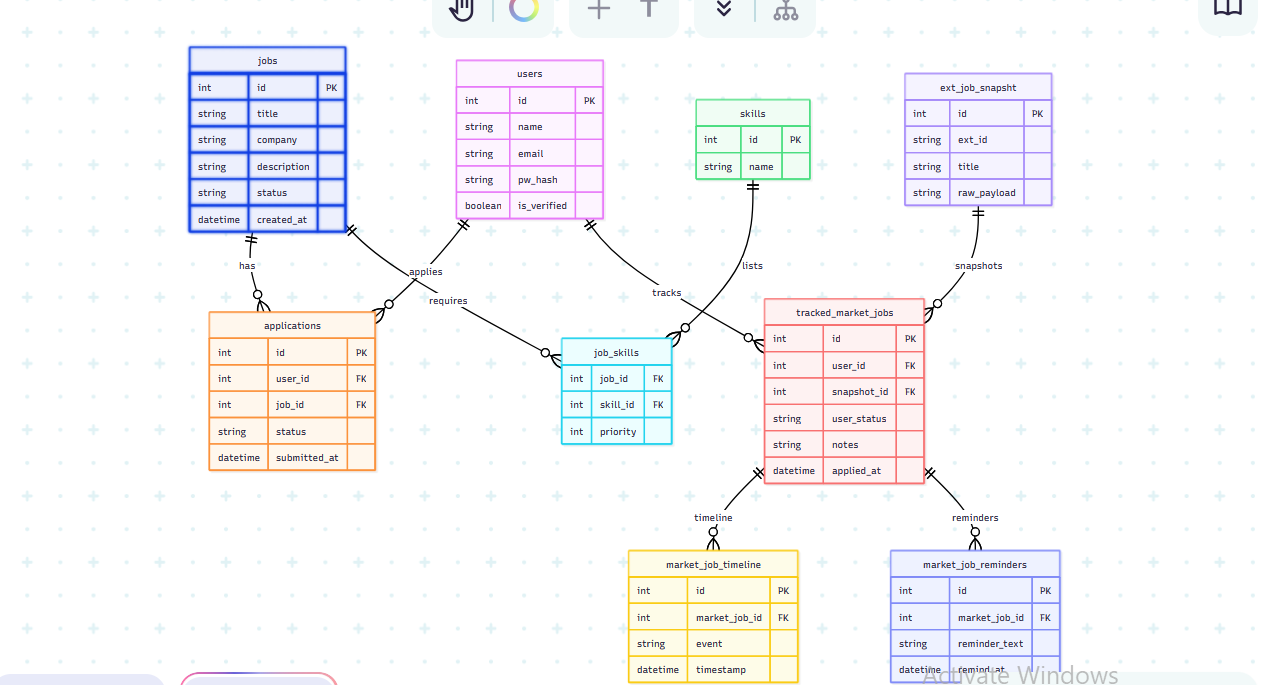 jobs
int id PK
string title
string company
string description
string status
datetime created_at
users
int id PK
string name
string email
string pw_hash
boolean is_verified
skills
int id PK
string name
ext_job_snapsht
int id PK
string ext_id
string title
string raw_payload
has
applies
requires
tracks
lists
snapshots
applications
int id PK
int user_id FK
int job_id FK
string status
datetime submitted_at
job_skills
int job_id FK
int skill_id FK
int priority
tracked_market_jobs
int id PK
int user_id FK
int snapshot_id FK
string user_status
string notes
datetime applied_at
timeline
reminders
market_job_timeline
int id PK
int market_job_id FK
string event
datetime timestamp
market_job_reminders
int id PK
int market_job_id FK
string reminder_text
datetime remind_at
Activate Windows